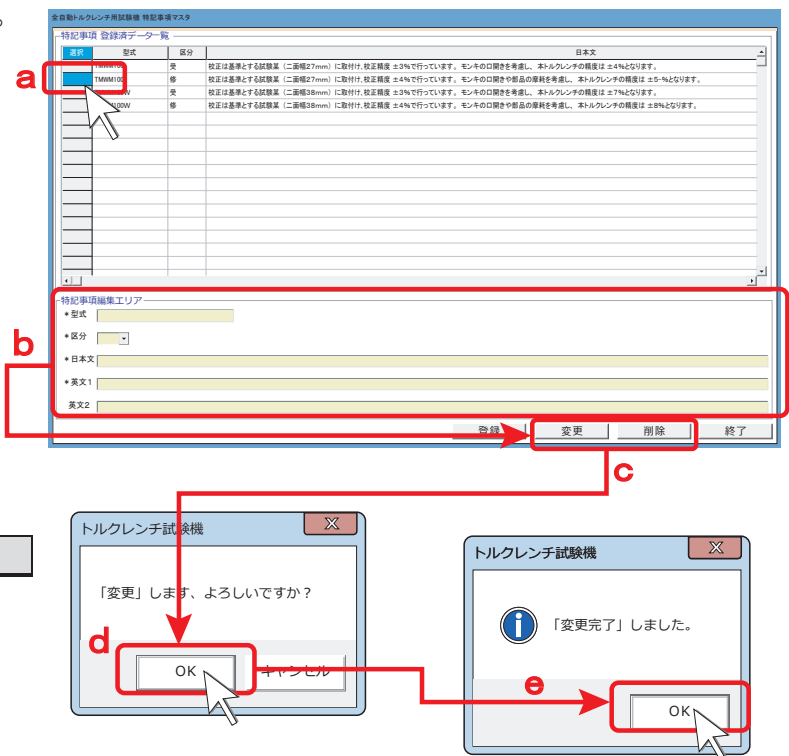 。
全自動トルクレンチ用試験機 特記事項マスタ
特記事項 登録済データ一覧
選択 型式 区分 日本文
受 校正は基準とする試験某（二面幅27mm）に取付け,校正精度 ±3%で行っています。モンキの口開きを考慮し、本トルクレンチの精度は ±4%となります。
a TMWM100 修 校正は基準とする試験某（二面幅27mm）に取付け,校正精度 ±4%で行っています。モンキの口開きや部品の摩耗を考慮し、本トルクレンチの精度は ±5-%となります。
受 校正は基準とする試験某（二面幅38mm）に取付け,校正精度 ±3%で行っています。モンキの口開きを考慮し、本トルクレンチの精度は ±7%となります。
100W 修 校正は基準とする試験某（二面幅38mm）に取付け,校正精度 ±4%で行っています。モンキの口開きや部品の摩耗を考慮し、本トルクレンチの精度は ±8%となります。
特記事項編集エリア
*型式
b
*区分
*日本文
*英文1
英文2
登録 変更 削除 終了
c
トルクレンチ試験機 X
「変更」します、よろしいですか？
d
OK キャンセル
トルクレンチ試験機 X
「変更完了」しました。
e
OK